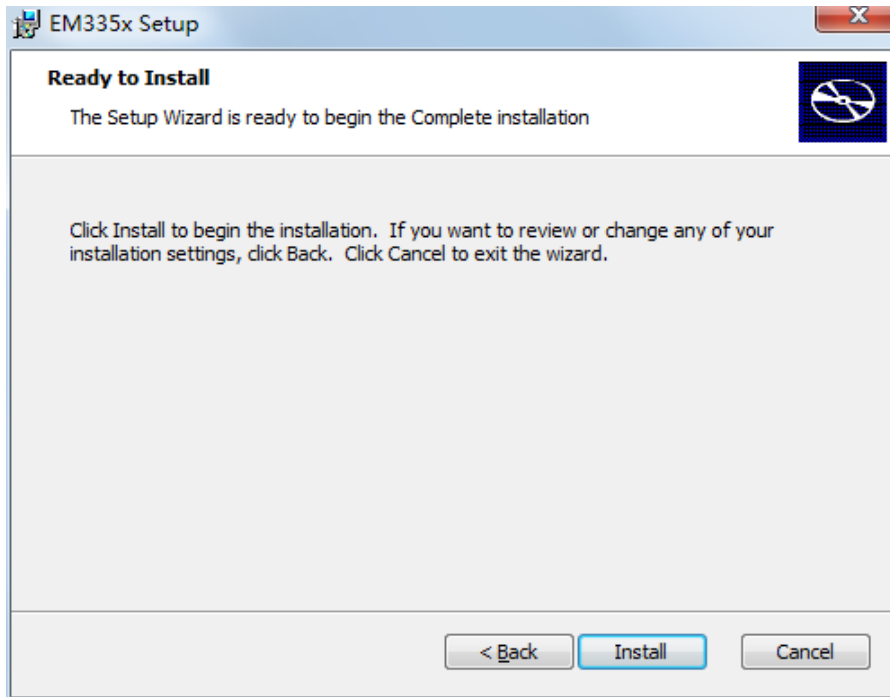 EM335x Setup
Ready to Install
The Setup Wizard is ready to begin the Complete installation
Click Install to begin the installation.  If you want to review or change any of your
installation settings, click Back.  Click Cancel to exit the wizard.
< Back
Install
Cancel